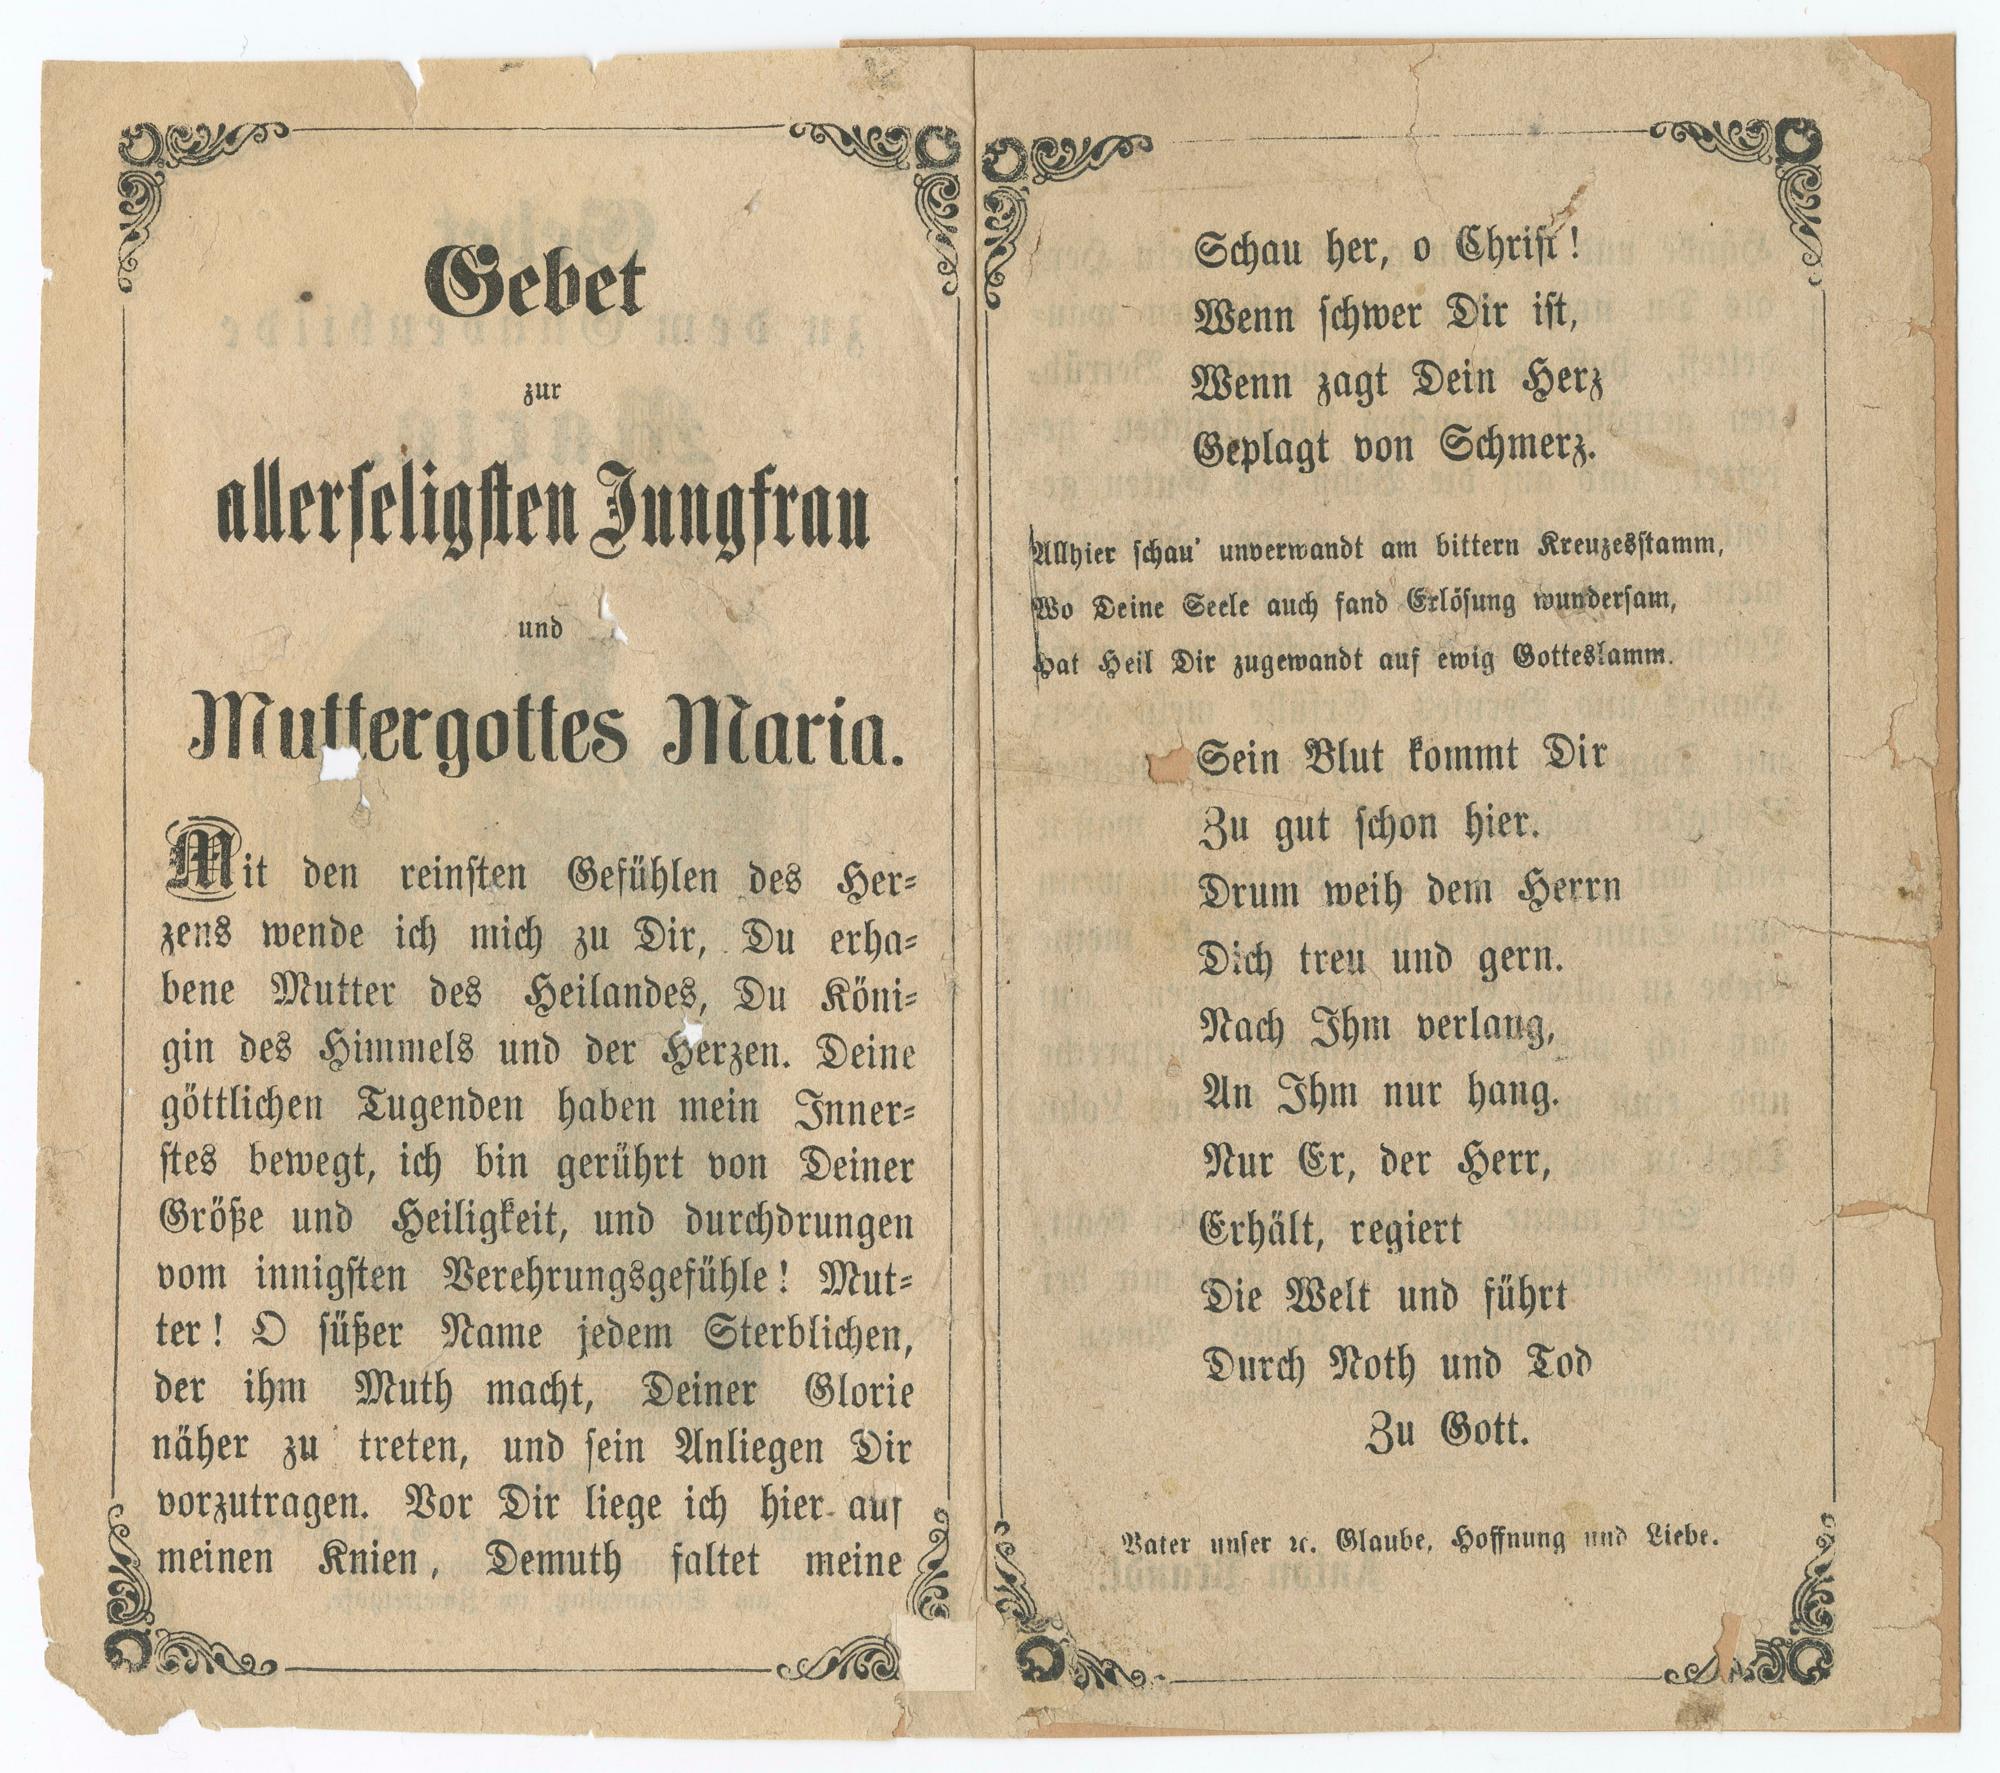 Gebet
zur
allerseligsten Jungfrau
und
Muttergottes Maria.
Mit den reinsten Gefühlen des Her-
zens wende ich mich zu Dir, Du erha-
bene Mutter des Heilandes, Du Köni-
gin des Himmels und der Herzen. Deine
göttlichen Tugenden haben mein Inner-
stes bewegt, ich bin gerührt von Deiner
Größe und Heiligkeit, und durchdrungen
vom innigsten Verehrungsgefühle! Mut-
ter! O süßer Name jedem Sterblichen,
der ihm Muth macht, Deiner Glorie
näher zu treten, und sein Anliegen Dir
vorzutragen. Vor Dir liege ich hier auf
meinen Knien, Demuth faltet meine
Schau her, o Christ!
Wenn schwer Dir ist,
Wenn zagt Dein Herz
Geplagt von Schmerz.
Allhier schau' unverwandt am bittern Kreuzesstamm,
Wo Deine Seele auch fand Erlösung wundersam,
Hat Heil Dir zugewandt auf ewig Gotteslamm.
Sein Blut kommt Dir
Zu gut schon hier.
Drum weih dem Herrn
Dich treu und gern.
Nach Ihm verlang,
An Ihm nur hang.
Nur Er, der Herr,
Erhält, regiert
Die Welt und führt
Durch Noth und Tod
Zu Gott.
Vater unser ꝛc. Glaube, Hoffnung und Liebe.